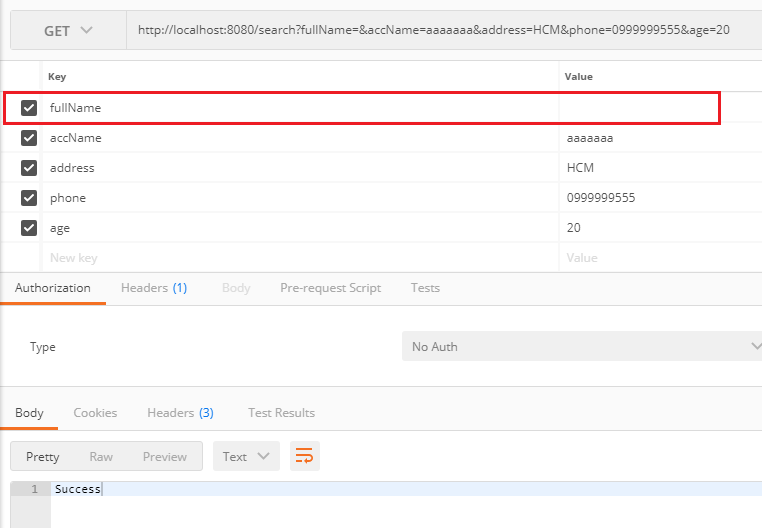 GET http://localhost:8080/search?fullName=&accName=aaaaaaa&address=HCM&phone=0999999555&age=20
Key Value
fullName
accName aaaaaaa
address HCM
phone 0999999555
age 20
New key Value
Authorization Headers (1) Body Pre-request Script Tests
Type No Auth
Body Cookies Headers (3) Test Results
Pretty Raw Preview Text
1 Success